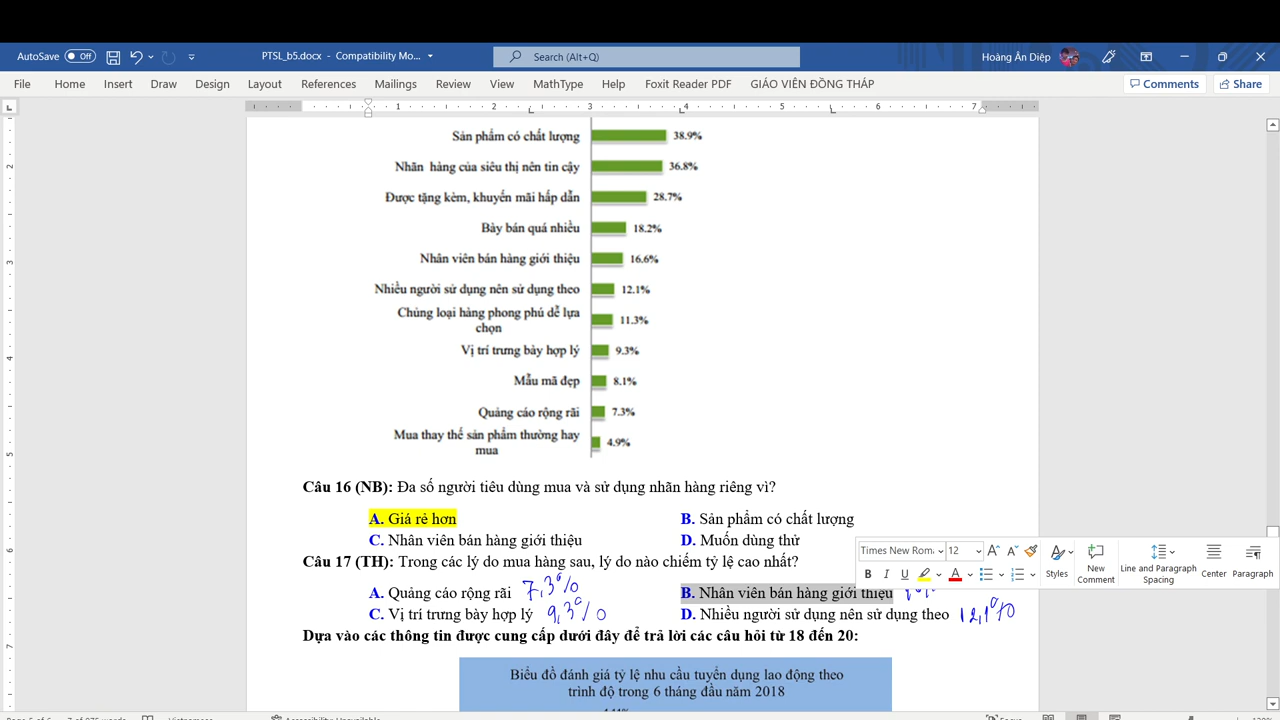 AutoSave Off PTSL_b5.docx - Compatibility Mo... Search (Alt+Q) Hoàng Ân Diệp
File Home Insert Draw Design Layout References Mailings Review View MathType Help Foxit Reader PDF GIÁO VIÊN ĐỒNG THÁP Comments Share
1 2 3 4 5 6 7
Sản phẩm có chất lượng 38.9%
Nhãn hàng của siêu thị nên tin cậy 36.8%
Được tặng kèm, khuyến mãi hấp dẫn 28.7%
Bày bán quá nhiều 18.2%
Nhân viên bán hàng giới thiệu 16.6%
Nhiều người sử dụng nên sử dụng theo 12.1%
Chủng loại hàng phong phú dễ lựa
chọn 11.3%
Vị trí trưng bày hợp lý 9.3%
Mẫu mã đẹp 8.1%
Quảng cáo rộng rãi 7.3%
Mua thay thế sản phẩm thường hay
mua 4.9%
Câu 16 (NB): Đa số người tiêu dùng mua và sử dụng nhãn hàng riêng vì?
A. Giá rẻ hơn B. Sản phẩm có chất lượng
C. Nhân viên bán hàng giới thiệu D. Muốn dùng thử
Times New Roma 12 Styles New Comment Line and Paragraph Spacing Center Paragraph
B I U
Câu 17 (TH): Trong các lý do mua hàng sau, lý do nào chiếm tỷ lệ cao nhất?
A. Quảng cáo rộng rãi 7,3% B. Nhân viên bán hàng giới thiệu
C. Vị trí trưng bày hợp lý 9,3% D. Nhiều người sử dụng nên sử dụng theo 12,1%
Dựa vào các thông tin được cung cấp dưới đây để trả lời các câu hỏi từ 18 đến 20:
Biểu đồ đánh giá tỷ lệ nhu cầu tuyển dụng lao động theo
trình độ trong 6 tháng đầu năm 2018